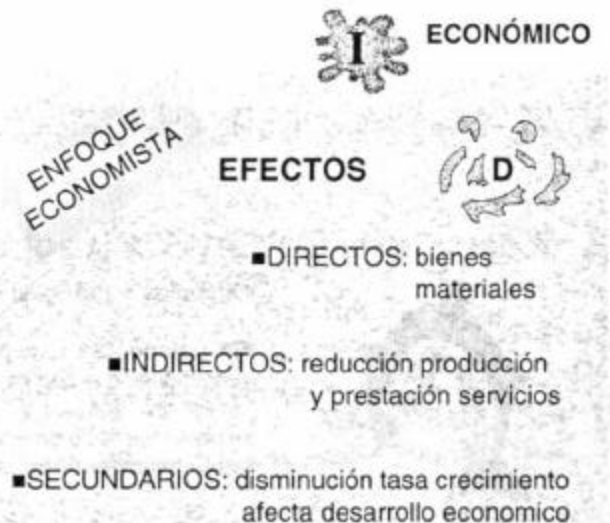 I ECONÓMICO
ENFOQUE
ECONOMISTA
EFECTOS D
■DIRECTOS: bienes
materiales
■INDIRECTOS: reducción producción
y prestación servicios
■SECUNDARIOS: disminución tasa crecimiento
afecta desarrollo economico